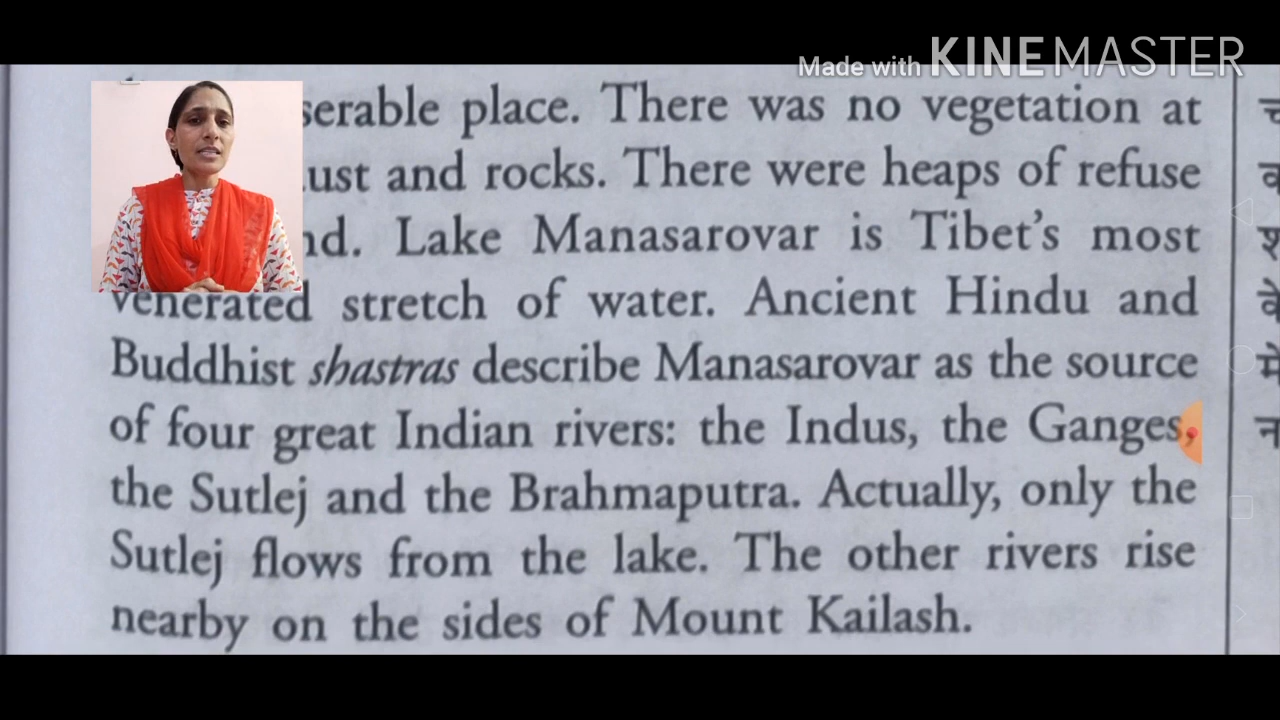 Made with KINEMASTER
place. There was no vegetation at
and rocks. There were heaps of refuse
Lake Manasarovar is Tibet's most
venerated stretch of water. Ancient Hindu and
Buddhist shastras describe Manasarovar as the source
of four great Indian rivers: the Indus, the Ganges,
the Sutlej and the Brahmaputra. Actually, only the
Sutlej flows from the lake. The other rivers rise
nearby on the sides of Mount Kailash.